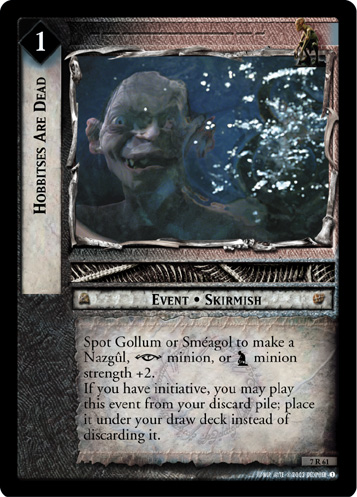 1
HOBBITSES ARE DEAD
EVENT • SKIRMISH
Spot Gollum or Sméagol to make a
Nazgûl, minion, or minion
strength +2.
If you have initiative, you may play
this event from your discard pile; place
it under your draw deck instead of
discarding it.
7 R 61